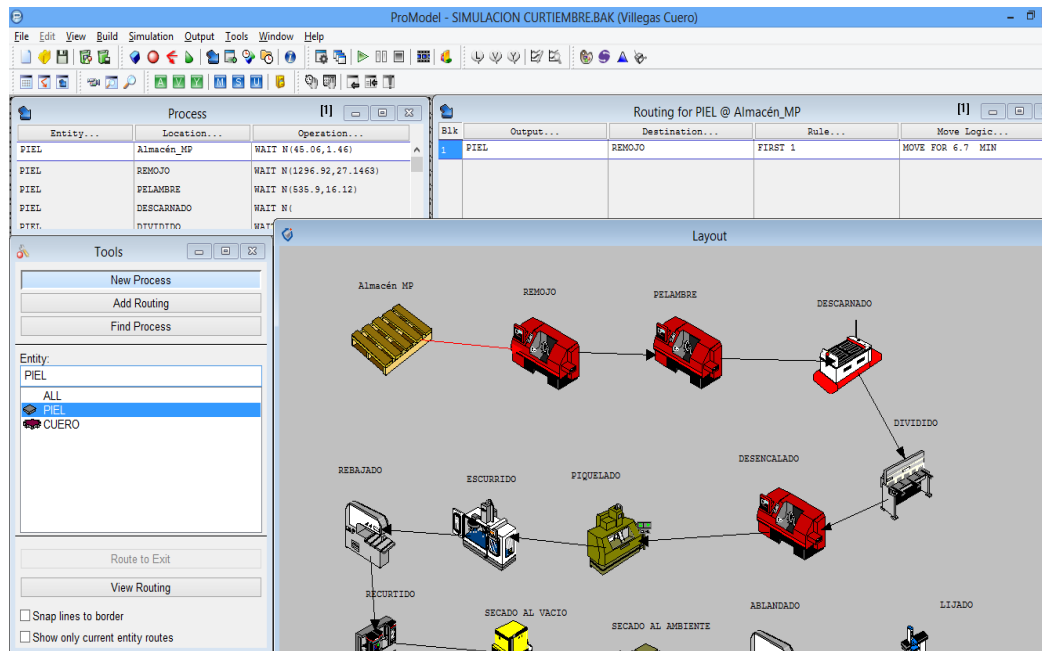 ProModel - SIMULACION CURTIEMBRE.BAK (Villegas Cuero)
File Edit View Build Simulation Output Tools Window Help
Process [1]
Entity... Location... Operation...
PIEL Almacén_MP WAIT N(45.06,1.46)
PIEL REMOJO WAIT N(1296.92,27.1463)
PIEL PELAMBRE WAIT N(535.9,16.12)
PIEL DESCARNADO WAIT N(
PIEL DIVIDIDO WAIT
Routing for PIEL @ Almacén_MP [1]
Blk Output... Destination... Rule... Move Logic...
1 PIEL REMOJO FIRST 1 MOVE FOR 6.7 MIN
Tools
New Process
Add Routing
Find Process
Entity:
PIEL
ALL
PIEL
CUERO
Route to Exit
View Routing
Snap lines to border
Show only current entity routes
Layout
Almacén MP
REMOJO
PELAMBRE
DESCARNADO
DIVIDIDO
DESENCALADO
PIQUELADO
ESCURRIDO
REBAJADO
RECURTIDO
SECADO AL VACIO
SECADO AL AMBIENTE
ABLANDADO
LIJADO